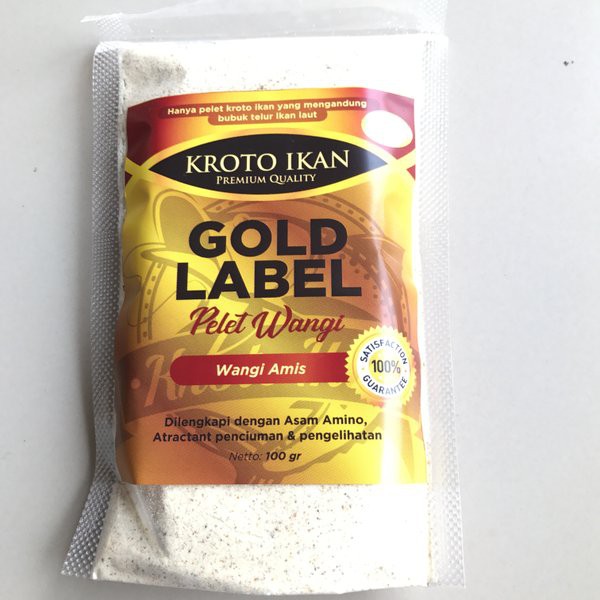 Hanya pelet kroto ikan yang mengandung
bubuk telur ikan laut
KROTO IKAN
PREMIUM QUALITY
GOLD
LABEL
Pelet Wangi
Wangi Amis
SATISFACTION
100%
GUARANTEE
Dilengkapi dengan Asam Amino,
Atractant penciuman & pengelihatan
Netto: 100 gr